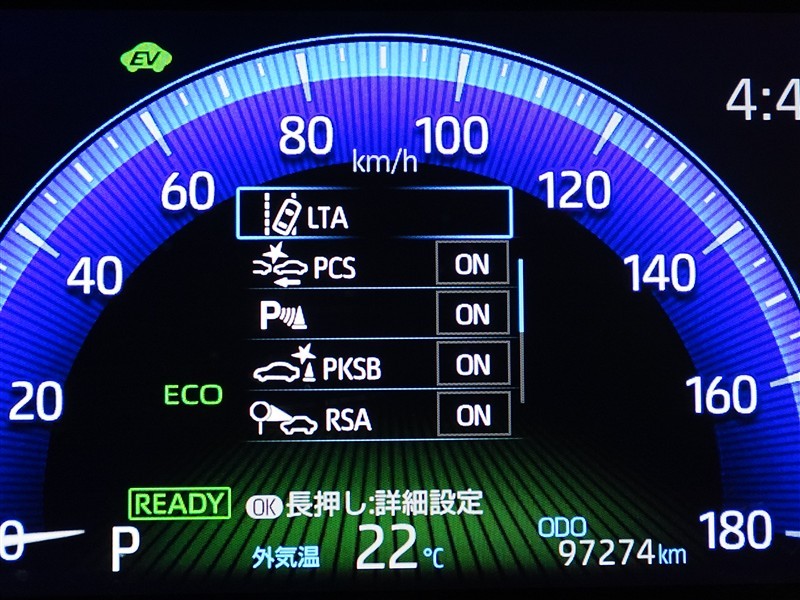 EV
4:4
80
100
km/h
60
120
LTA
40
PCS ON
140
P ON
20
ECO
PKSB ON
160
RSA ON
READY
OK 長押し:詳細設定
0
P
外気温 22℃
ODO
97274km
180